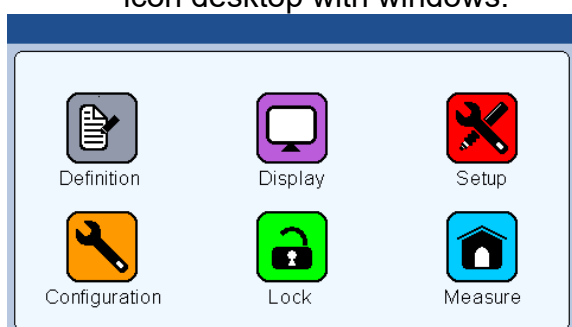 icon desktop with windows.
Definition Display Setup
Configuration Lock Measure